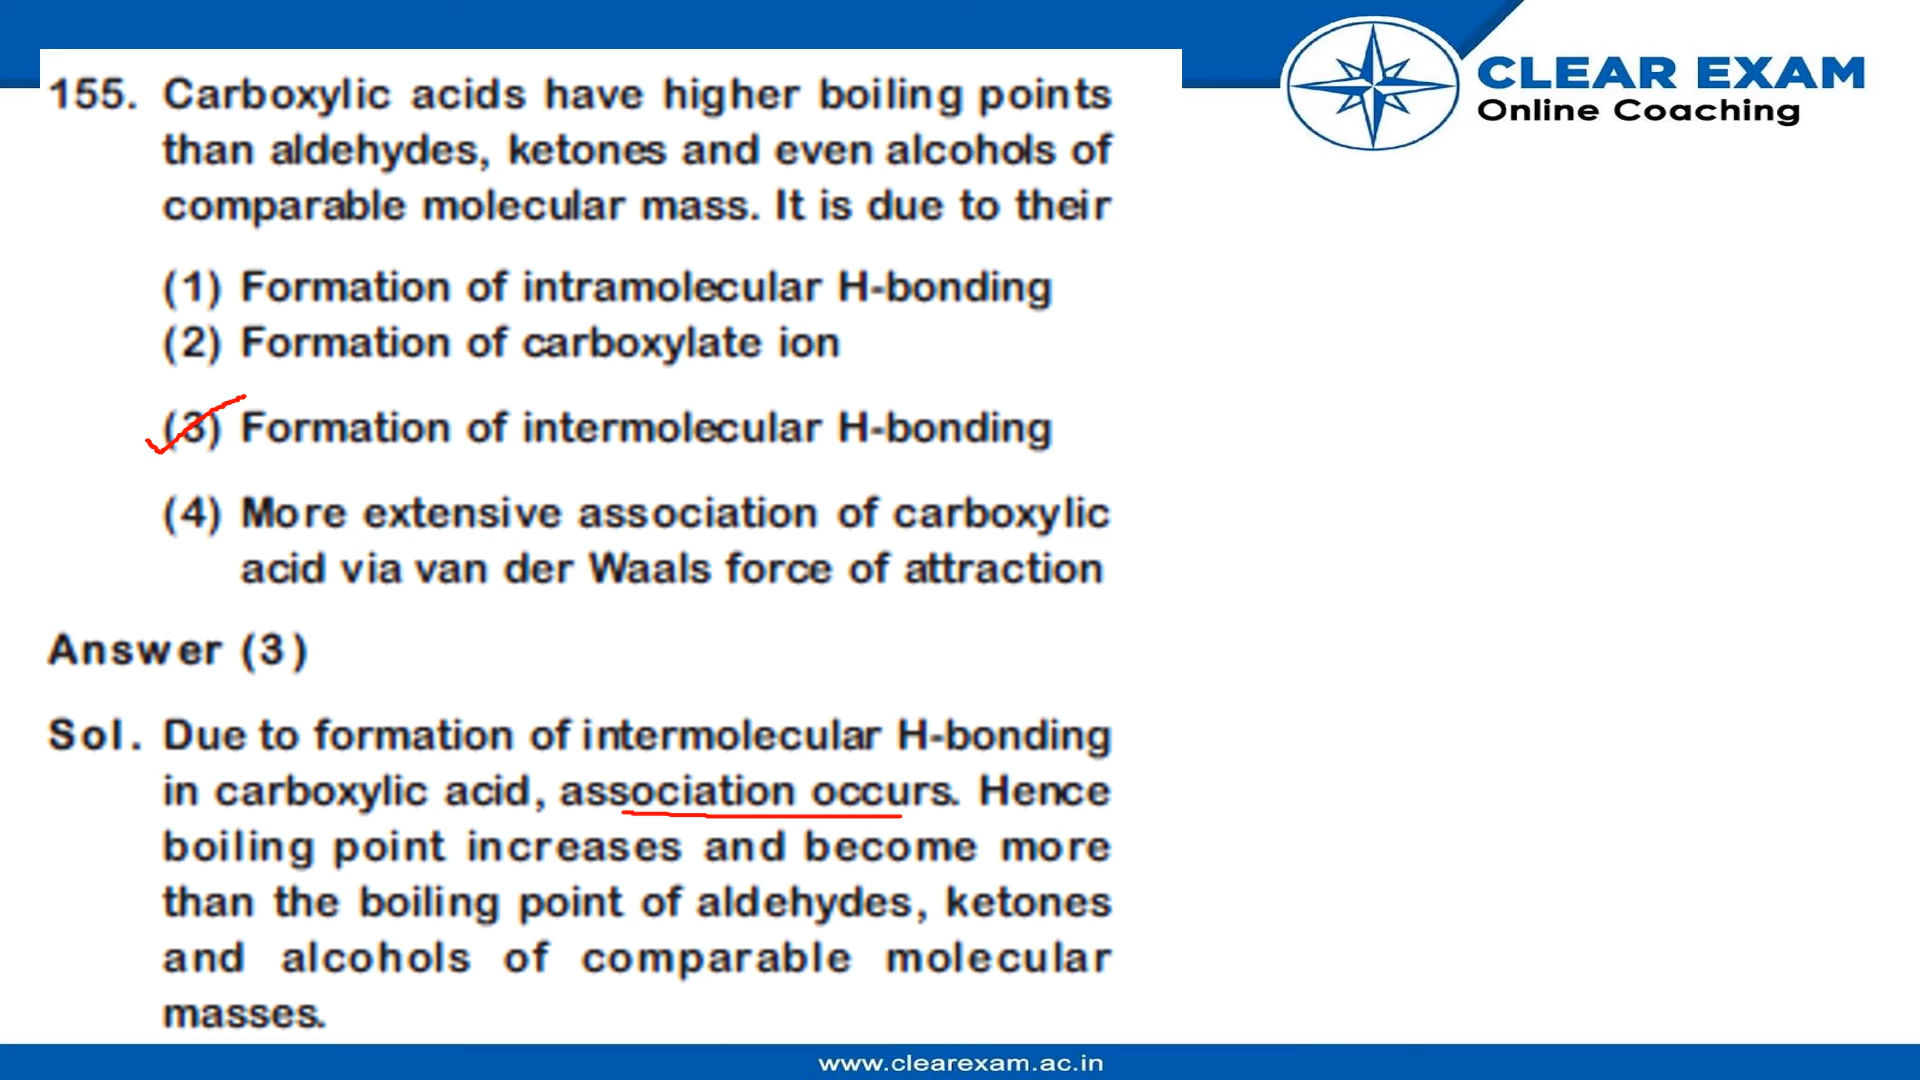 CLEAR EXAM
Online Coaching
155. Carboxylic acids have higher boiling points
than aldehydes, ketones and even alcohols of
comparable molecular mass. It is due to their
(1) Formation of intramolecular H-bonding
(2) Formation of carboxylate ion
(3) Formation of intermolecular H-bonding
(4) More extensive association of carboxylic
acid via van der Waals force of attraction
Answer (3)
Sol. Due to formation of intermolecular H-bonding
in carboxylic acid, association occurs. Hence
boiling point increases and become more
than the boiling point of aldehydes, ketones
and alcohols of comparable molecular
masses.
www.clearexam.ac.in